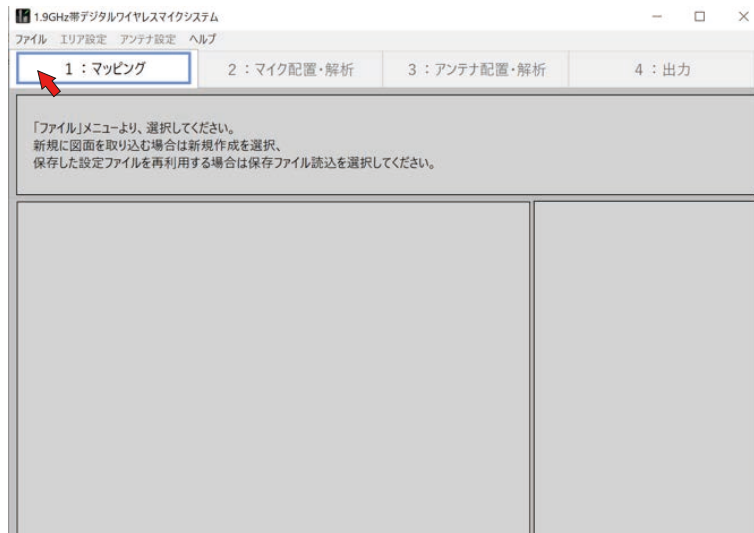 1.9GHz帯デジタルワイヤレスマイクシステム
ファイル エリア設定 アンテナ設定 ヘルプ
1：マッピング 2：マイク配置・解析 3：アンテナ配置・解析 4：出力
「ファイル」メニューより、選択してください。
新規に図面を取り込む場合は新規作成を選択、
保存した設定ファイルを再利用する場合は保存ファイル読込を選択してください。